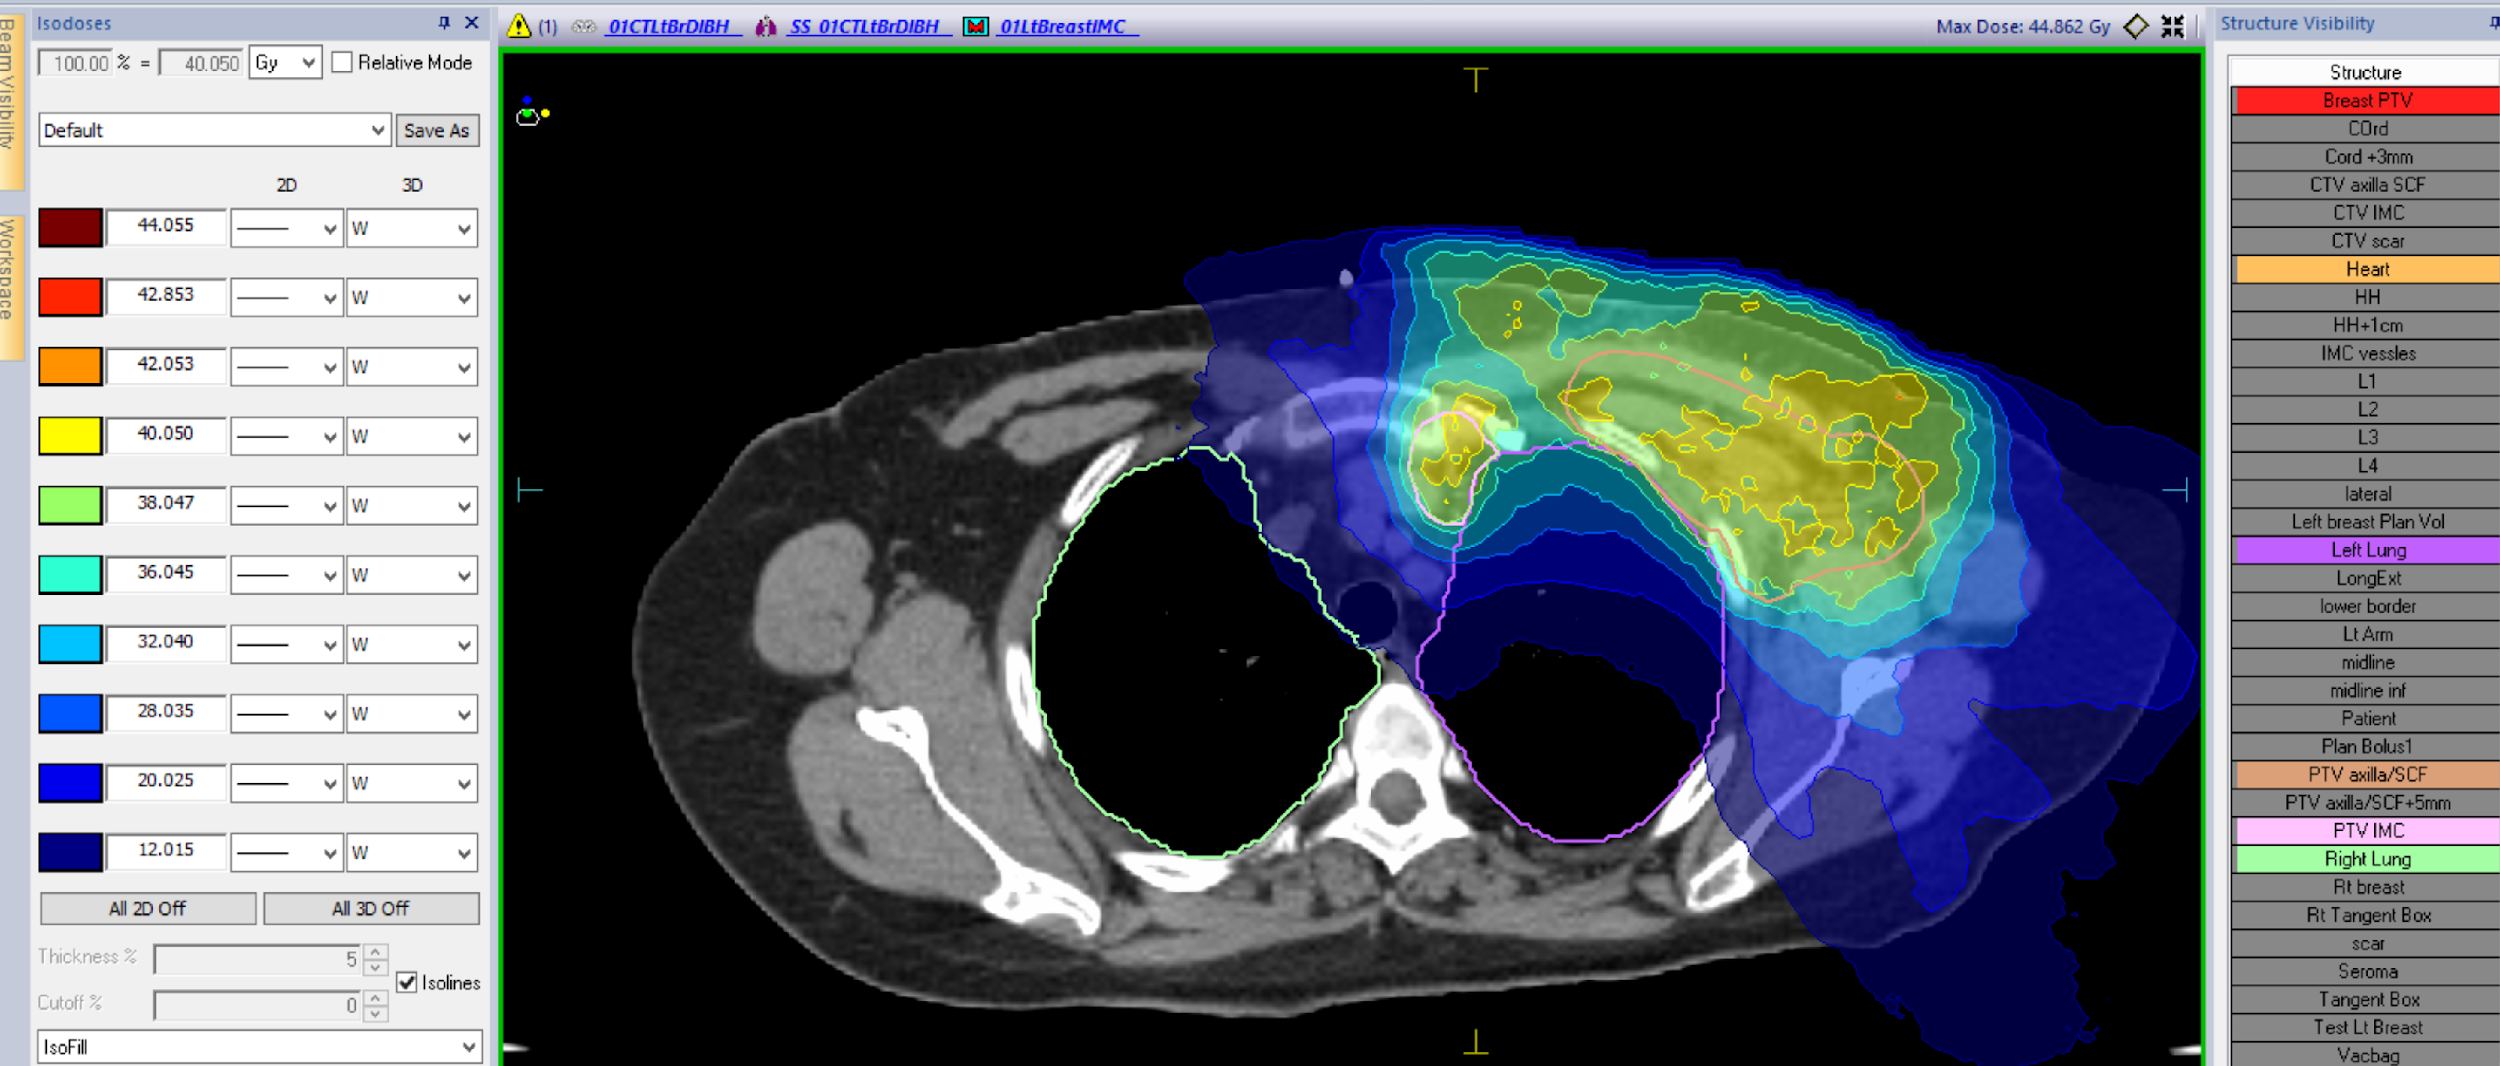 Beam Visibility
Workspace
Isodoses
100.00 % = 40.050 Gy Relative Mode
Default Save As
2D 3D
44.055 W
42.853 W
42.053 W
40.050 W
38.047 W
36.045 W
32.040 W
28.035 W
20.025 W
12.015 W
All 2D Off All 3D Off
Thickness % 5
Isolines
Cutoff % 0
IsoFill
(1) 01CTLtBrDIBH SS_01CTLtBrDIBH 01LtBreastIMC Max Dose: 44.862 Gy
Structure Visibility
Structure
Breast PTV
COrd
Cord +3mm
CTV axilla SCF
CTV IMC
CTV scar
Heart
HH
HH+1cm
IMC vessles
L1
L2
L3
L4
lateral
Left breast Plan Vol
Left Lung
LongExt
lower border
Lt Arm
midline
midline inf
Patient
Plan Bolus1
PTV axilla/SCF
PTV axilla/SCF+5mm
PTV IMC
Right Lung
Rt breast
Rt Tangent Box
scar
Seroma
Tangent Box
Test Lt Breast
Vacbag